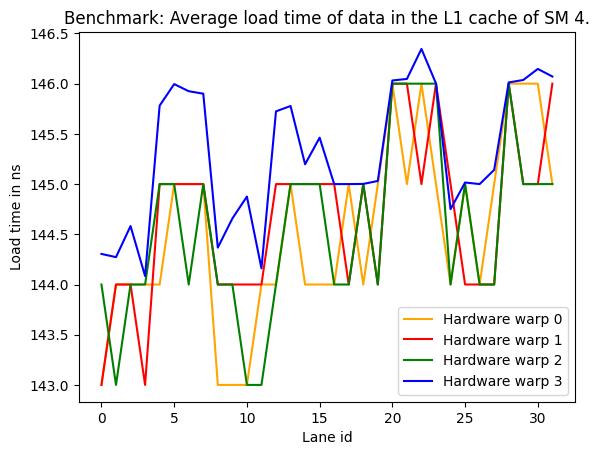 Benchmark: Average load time of data in the L1 cache of SM 4.
146.5
146.0
145.5
145.0
144.5
144.0
143.5
143.0
Load time in ns
Hardware warp 0
Hardware warp 1
Hardware warp 2
Hardware warp 3
0 5 10 15 20 25 30
Lane id